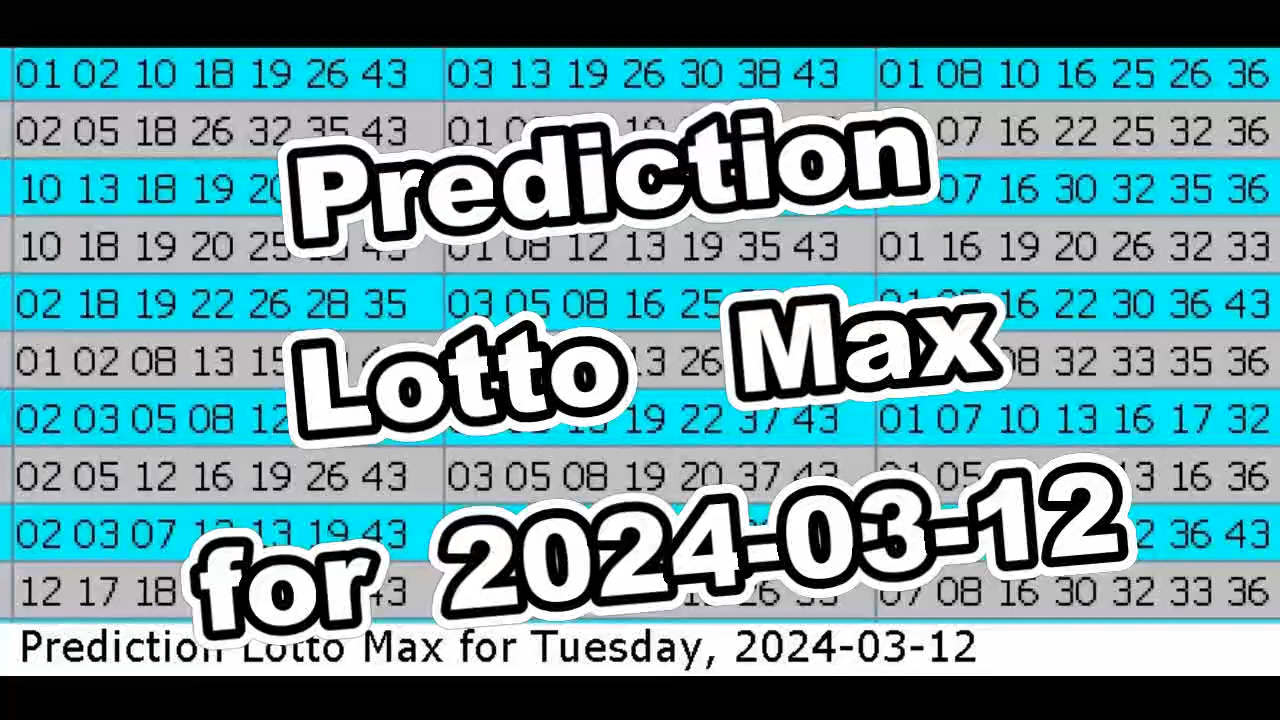 01 02 10 18 19 26 43 03 13 19 26 30 38 43 01 08 10 16 25 26 36
02 05 18 26 32 35 43 01 19 07 16 22 25 32 36
10 13 18 19 07 16 30 32 35 36
Prediction
10 18 19 20 25 43 01 08 12 13 19 35 43 01 16 19 20 26 32 33
02 18 19 22 26 28 35 03 05 08 16 25 16 22 30 36 43
01 02 08 13 26 08 32 33 35 36
Lotto Max
02 03 05 08 12 19 22 37 43 01 07 10 13 16 17 32
02 05 12 16 19 26 43 03 05 08 19 20 37 43 01 05 16 36
02 03 07 13 19 43 36 43
for 2024-03-12
12 17 18 07 08 16 30 32 33 36
Prediction Lotto Max for Tuesday, 2024-03-12